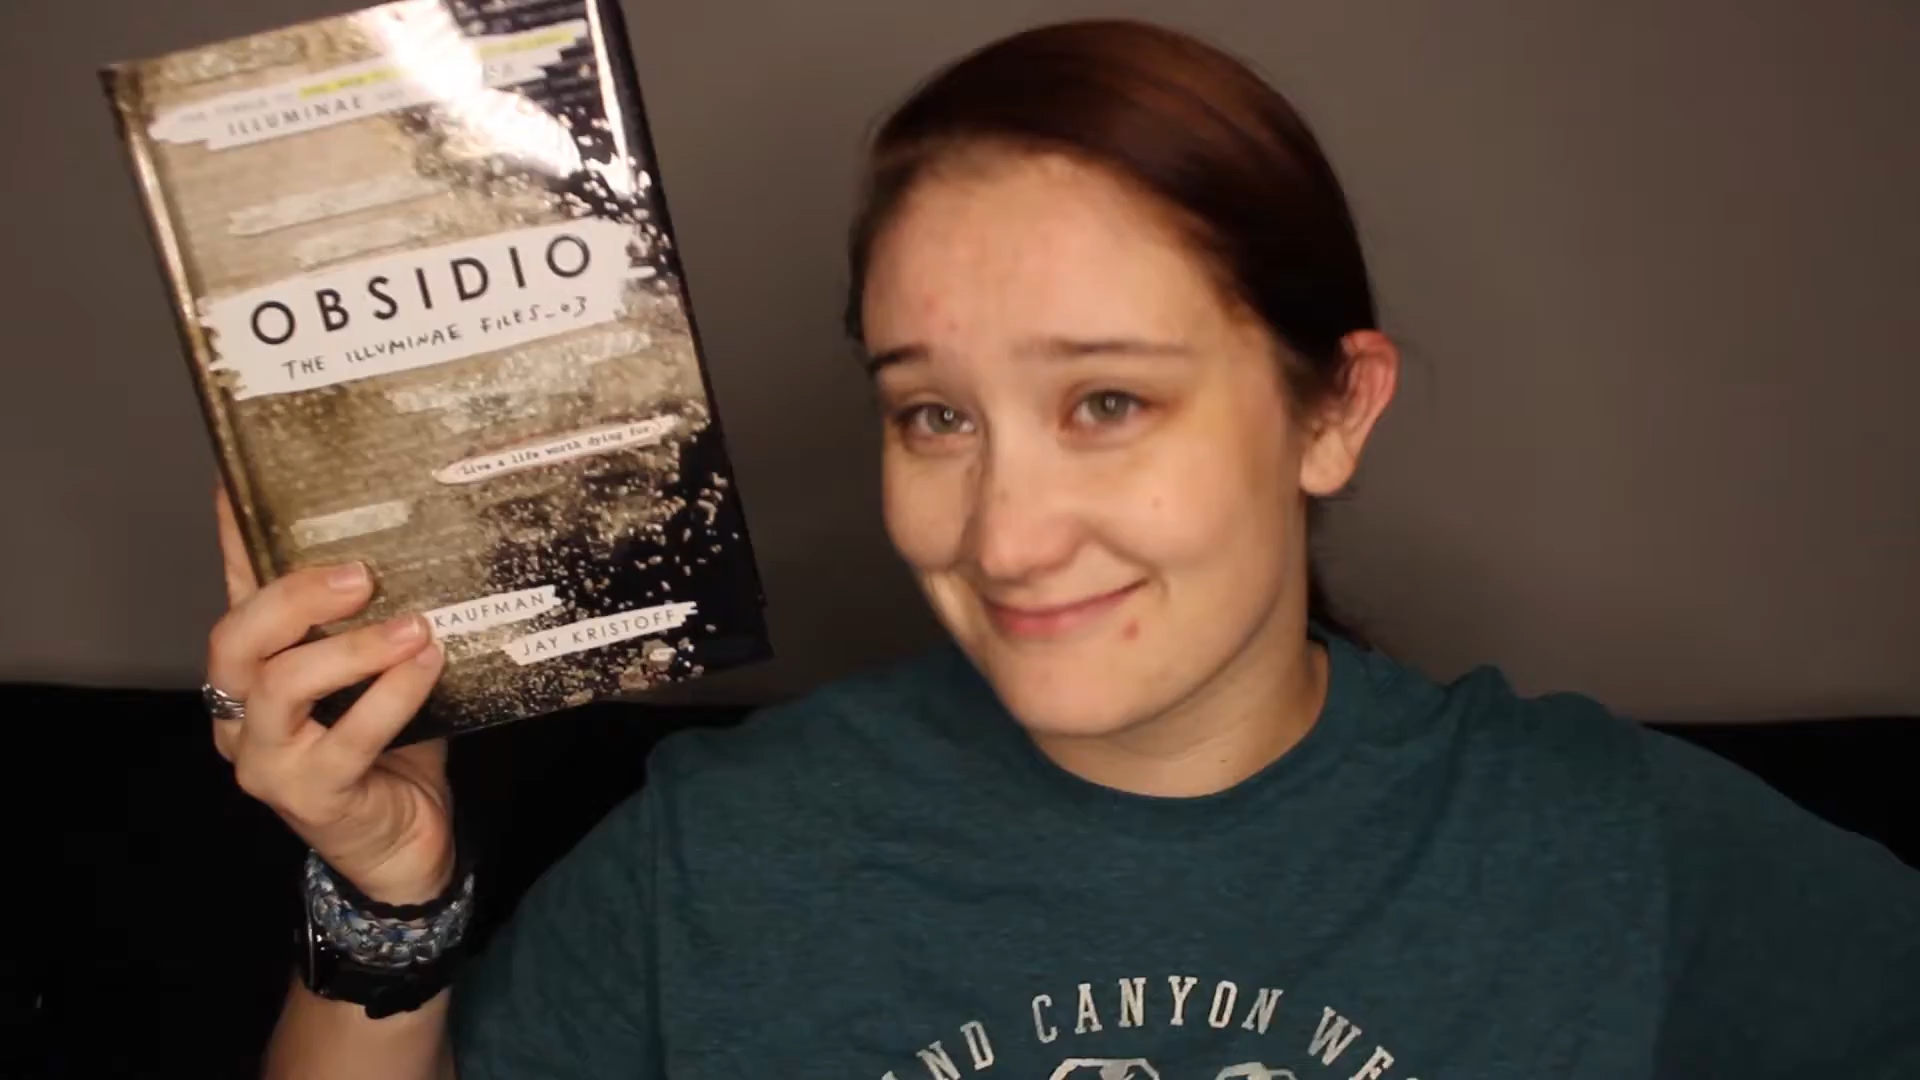 ILLUMINAE
OBSIDIO
THE ILLUMINAE FILES_03
Live a life worth dying for
KAUFMAN
JAY KRISTOFF
CANYON